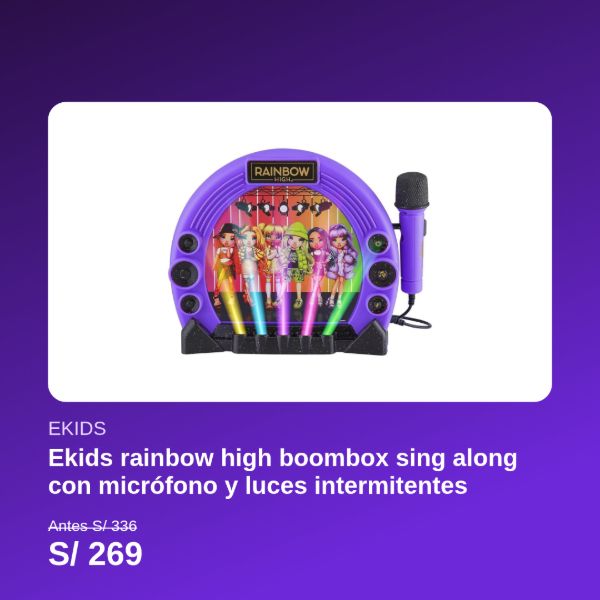 RAINBOW
HIGH
EKIDS
Ekids rainbow high boombox sing along
con micrófono y luces intermitentes
Antes S/ 336
S/ 269